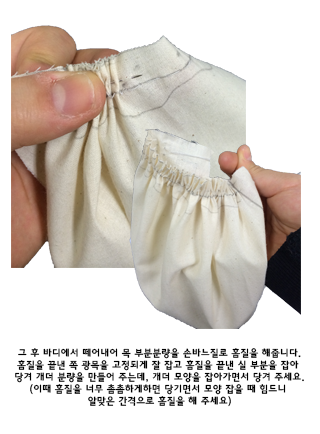 그 후 바디에서 떼어내어 목 부분분량을 손바느질로 홈질을 해줍니다.
홈질을 끝낸 쪽 광목을 고정되게 잘 잡고 홈질을 끝낸 실 부분을 잡아
당겨 개더 분량을 만들어 주는데, 개더 모양을 잡아가면서 당겨 주세요.
(이때 홈질을 너무 촘촘하게하면 당기면서 모양 잡을 때 힘드니
알맞은 간격으로 홈질을 해 주세요)